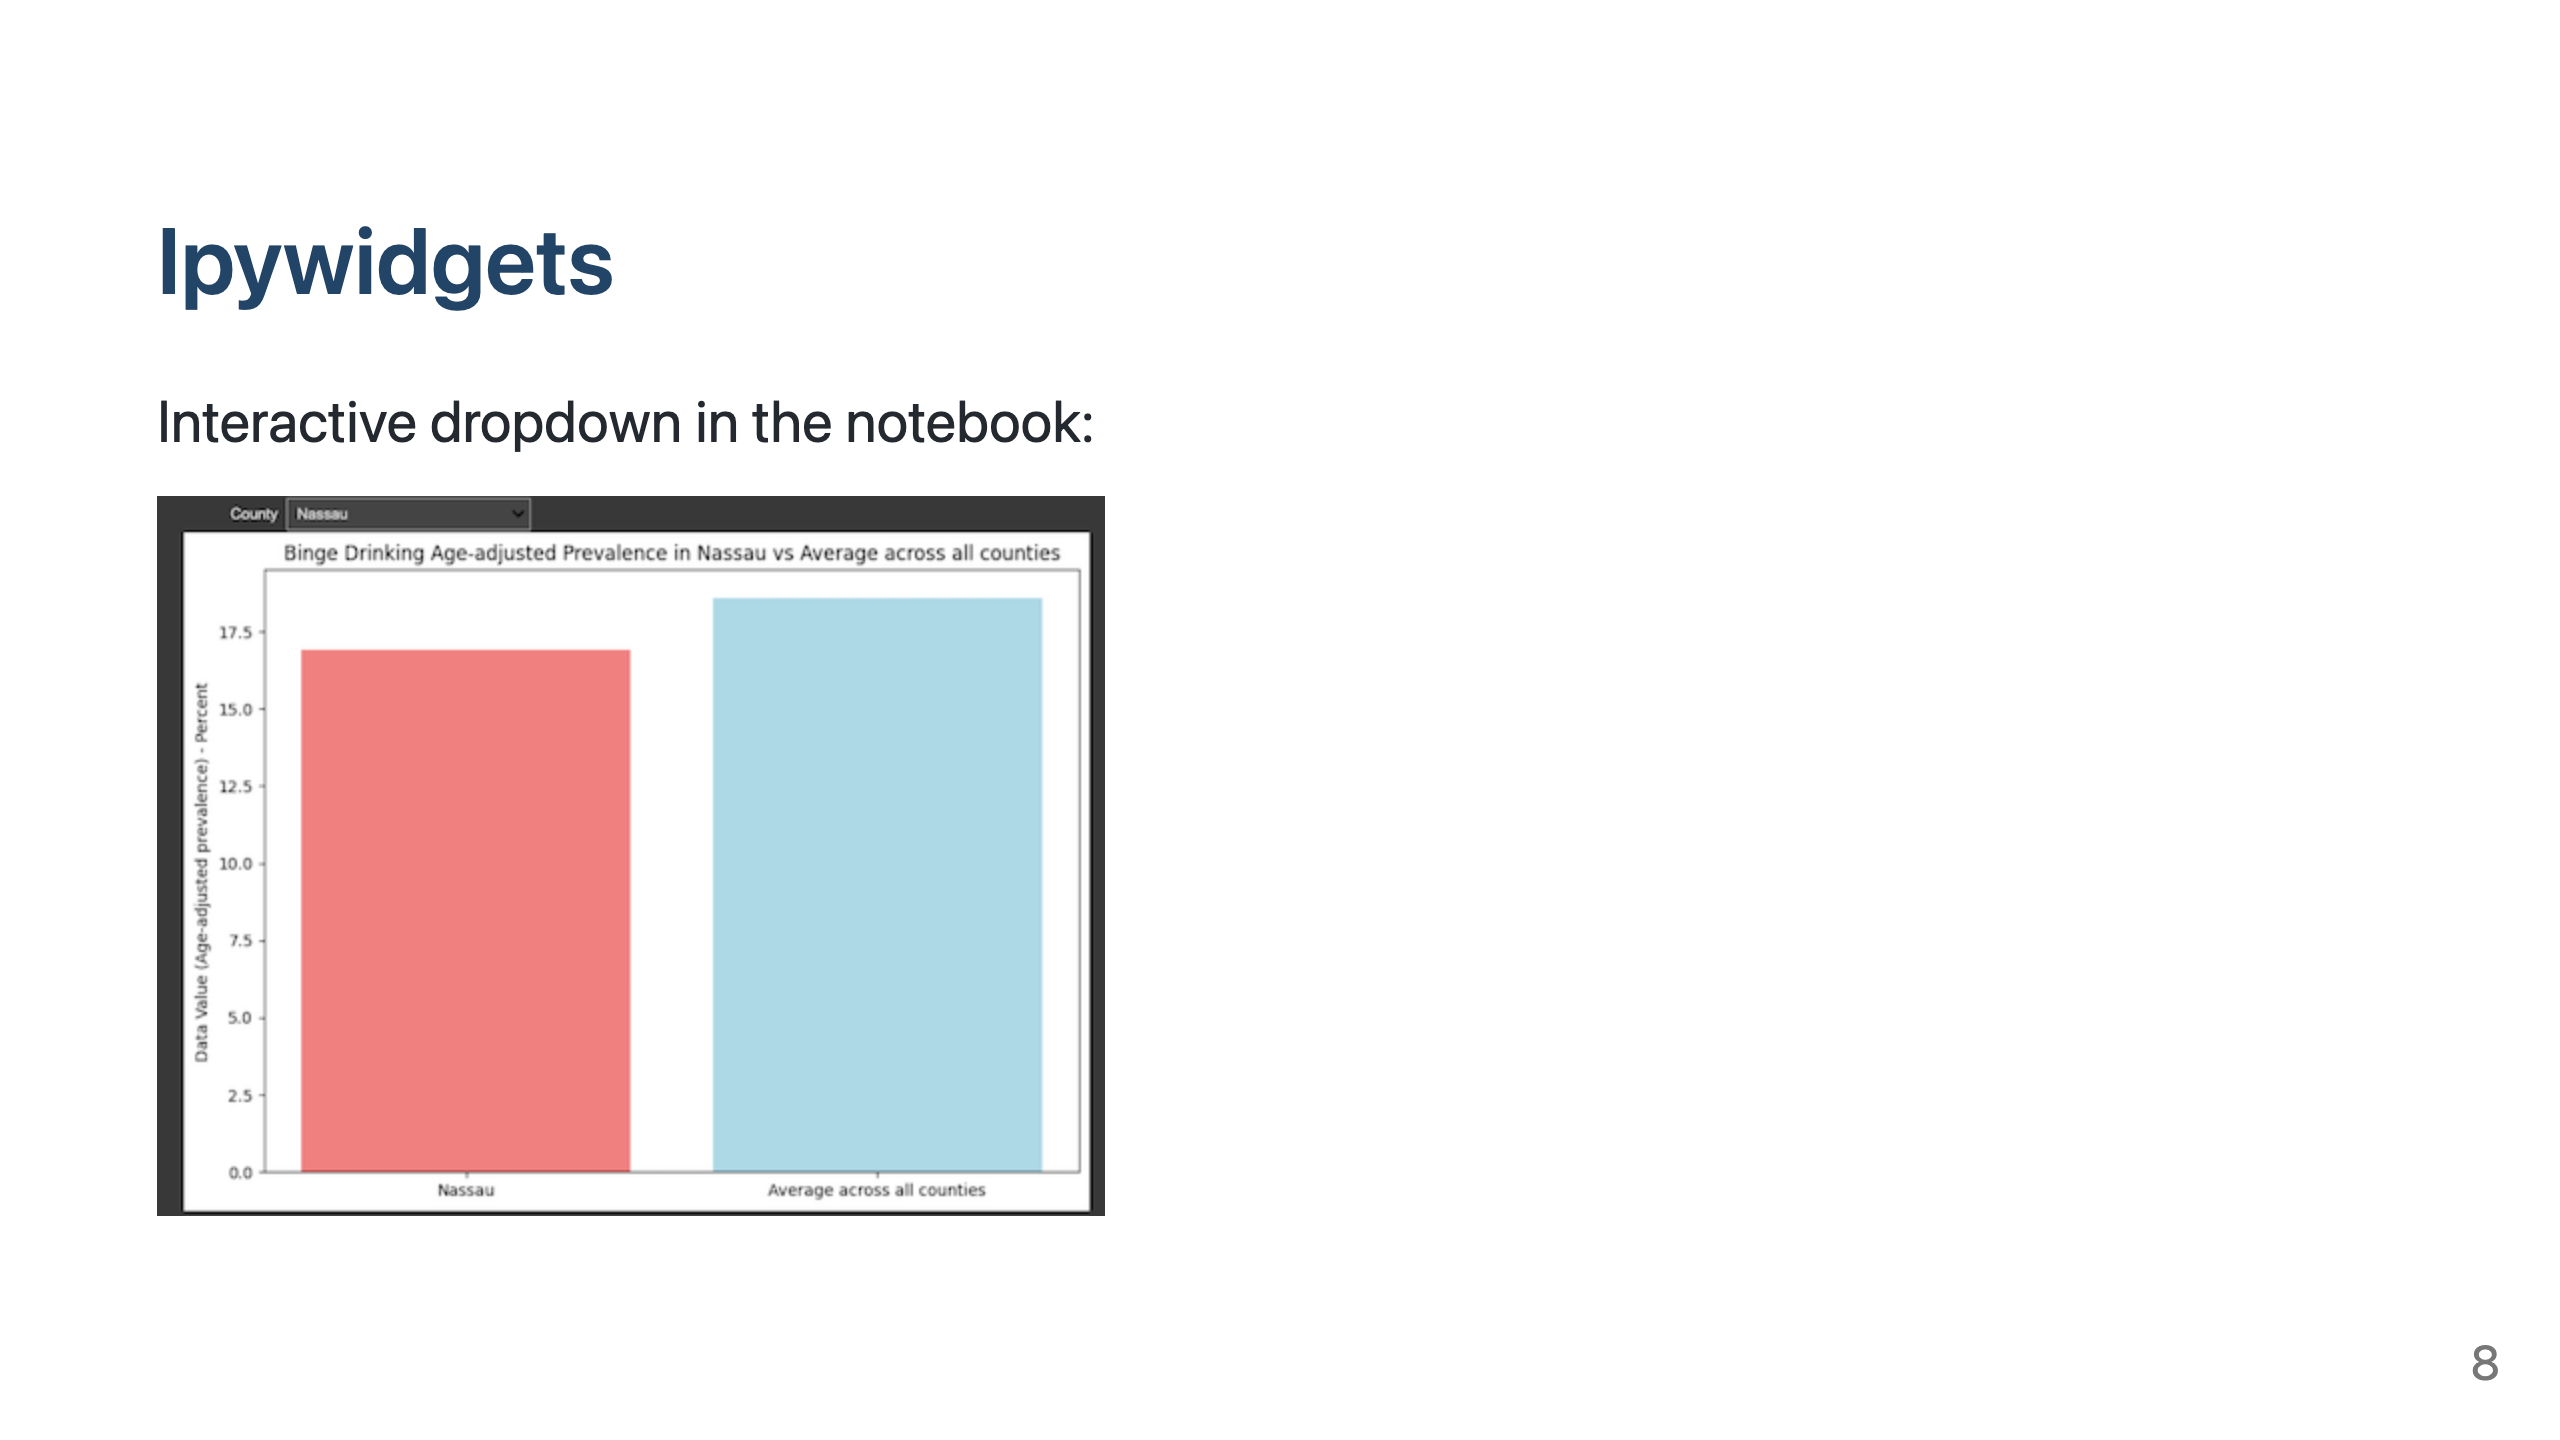 Ipywidgets
Interactive dropdown in the notebook:
County Nassau
Binge Drinking Age-adjusted Prevalence in Nassau vs Average across all counties
Data Value (Age-adjusted prevalence) - Percent
17.5
15.0
12.5
10.0
7.5
5.0
2.5
0.0
Nassau Average across all counties
8